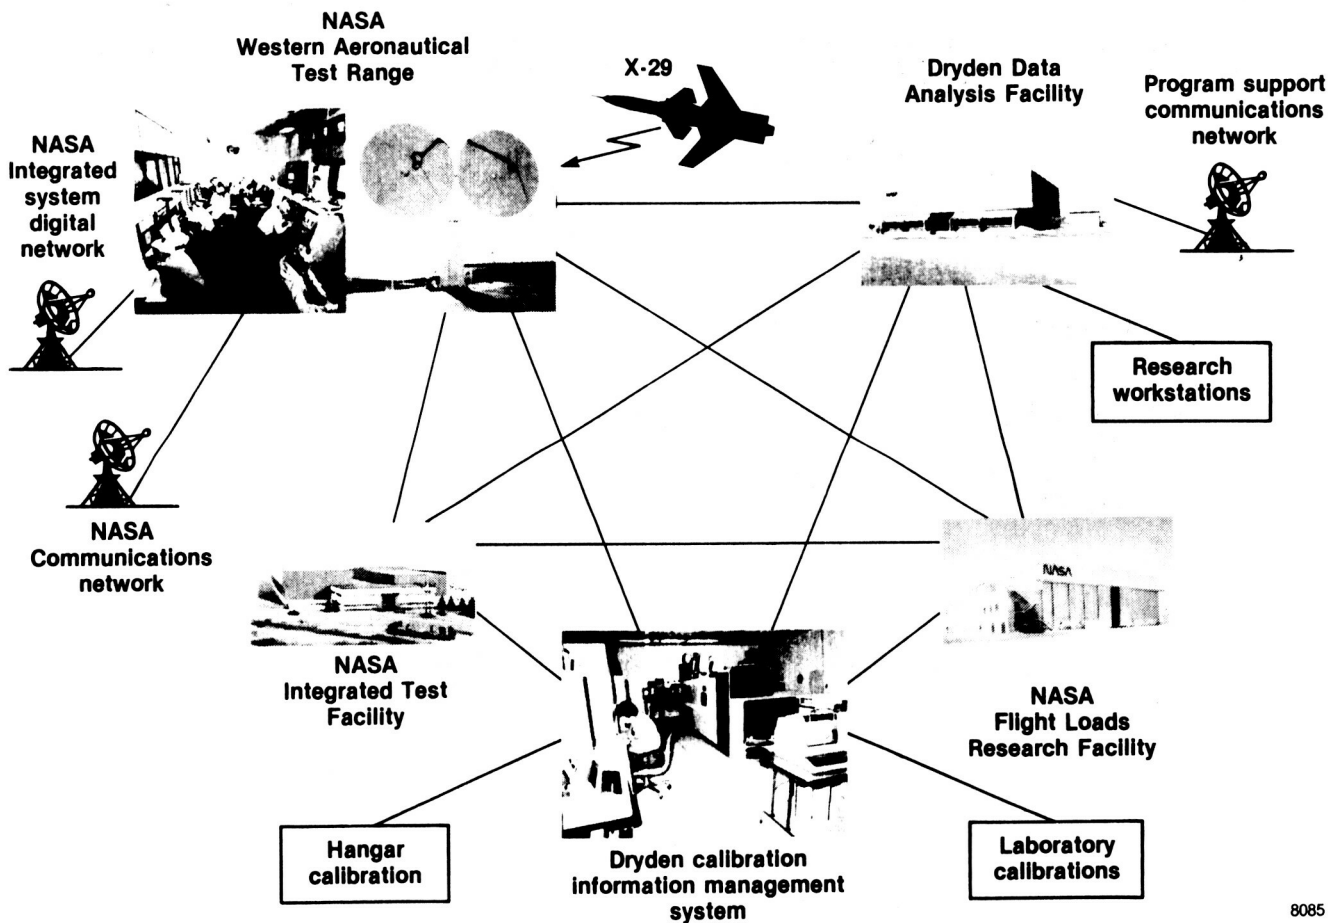 NASA
Western Aeronautical
Test Range
X-29
Dryden Data
Analysis Facility
Program support
communications
network
NASA
Integrated
system
digital
network
Research
workstations
NASA
Communications
network
NASA
NASA
Integrated Test
Facility
NASA
Flight Loads
Research Facility
Hangar
calibration
Dryden calibration
information management
system
Laboratory
calibrations
8085